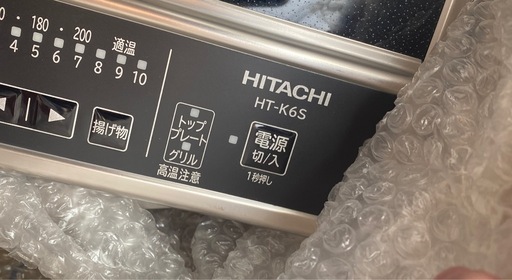 ・180・200
適温
4 5 6 7 8 9 10
揚げ物
トップ
プレート
グリル
高温注意
HITACHI
HT-K6S
電源
切/入
1秒押し